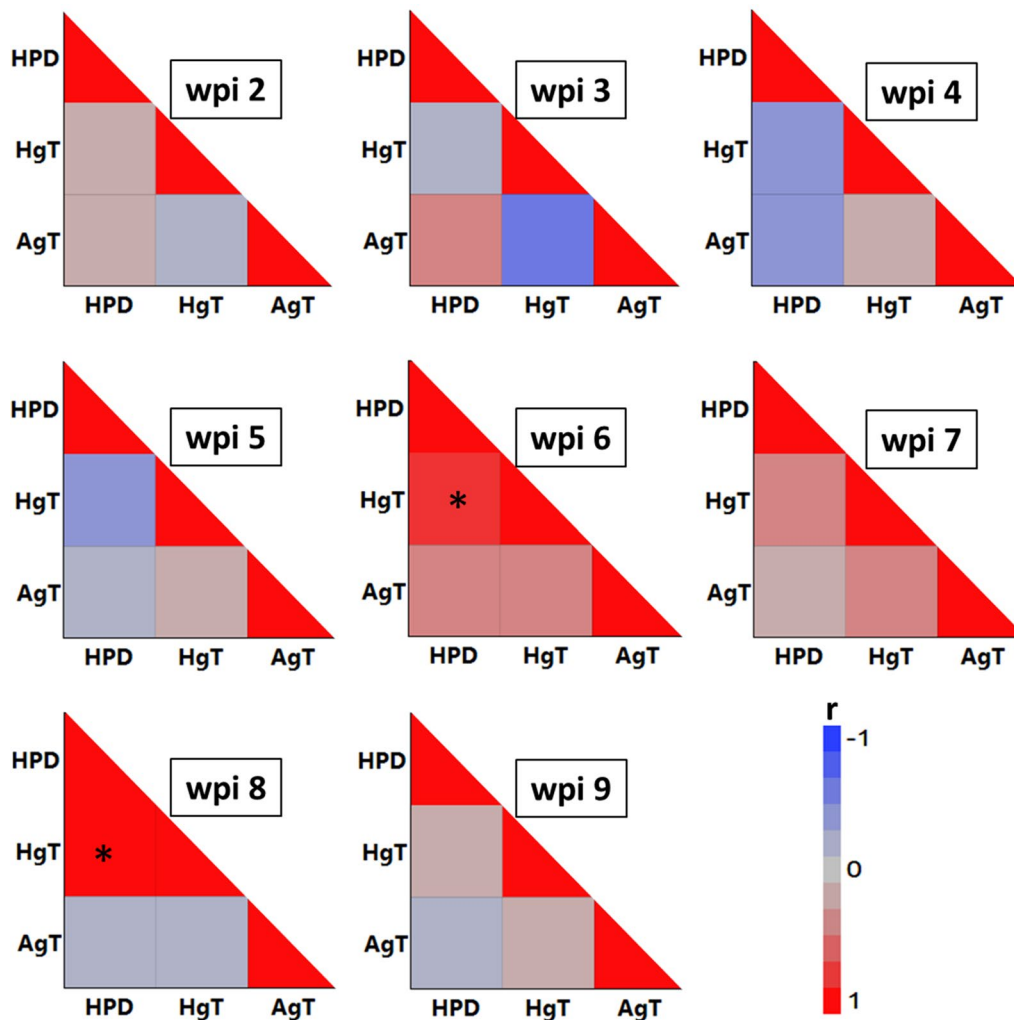 HPD
wpi 2
HgT
AgT
HPD HgT AgT
HPD
wpi 3
HgT
AgT
HPD HgT AgT
HPD
wpi 4
HgT
AgT
HPD HgT AgT
HPD
wpi 5
HgT
AgT
HPD HgT AgT
HPD
wpi 6
HgT
*
AgT
HPD HgT AgT
HPD
wpi 7
HgT
AgT
HPD HgT AgT
HPD
wpi 8
HgT
*
AgT
HPD HgT AgT
HPD
wpi 9
HgT
AgT
HPD HgT AgT
r
-1
0
1